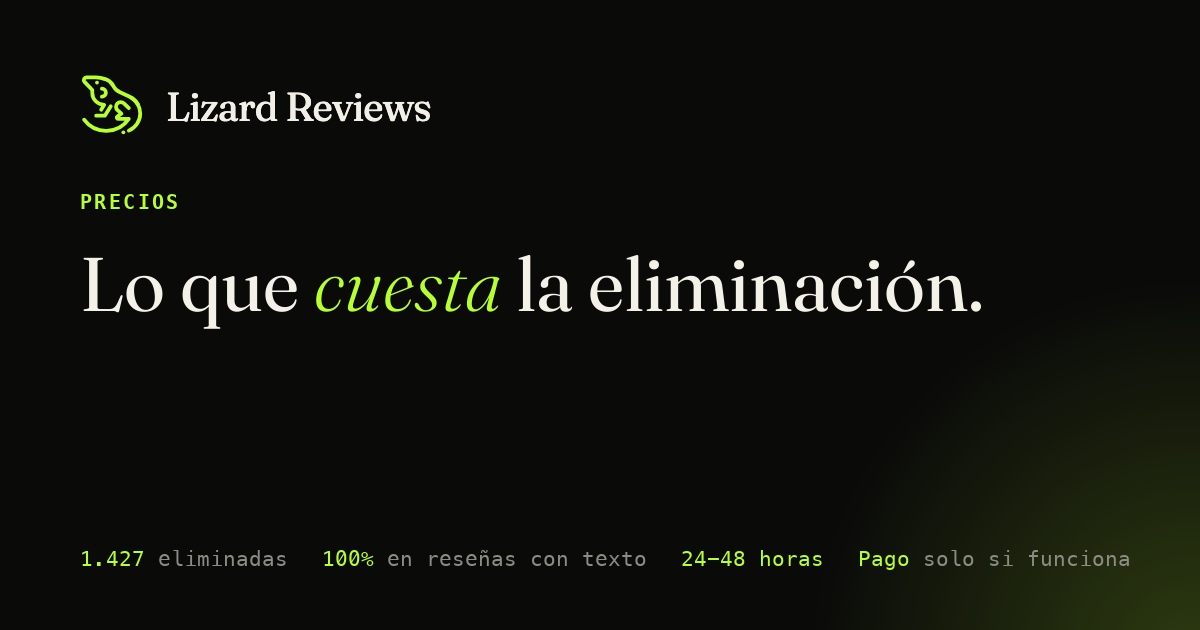 Lizard Reviews
PRECIOS
Lo que cuesta la eliminación.
1.427 eliminadas 100% en reseñas con texto 24–48 horas Pago solo si funciona